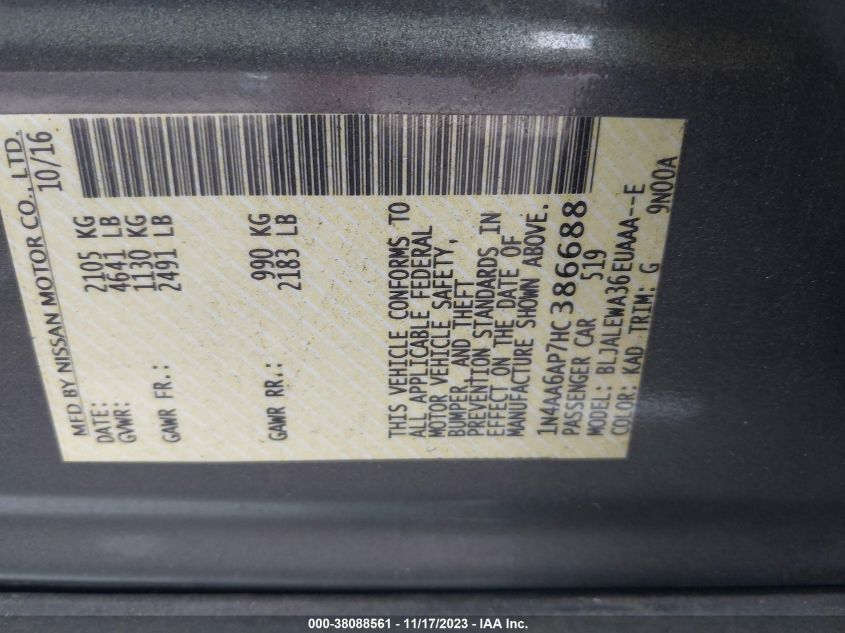 MFD BY NISSAN MOTOR CO., LTD.
DATE: 10/16
GVWR: 2105 KG
4641 LB
GAWR FR.: 1130 KG
2491 LB
GAWR RR.: 990 KG
2183 LB
THIS VEHICLE CONFORMS TO
ALL APPLICABLE FEDERAL
MOTOR VEHICLE SAFETY,
BUMPER, AND THEFT
PREVENTION STANDARDS IN
EFFECT ON THE DATE OF
MANUFACTURE SHOWN ABOVE.
1N4AA6AP7HC386688
PASSENGER CAR 519
MODEL: BLJALEWA36EUAAA--E
COLOR: KAD TRIM: G 9N00A
000-38088561 - 11/17/2023 - IAA Inc.